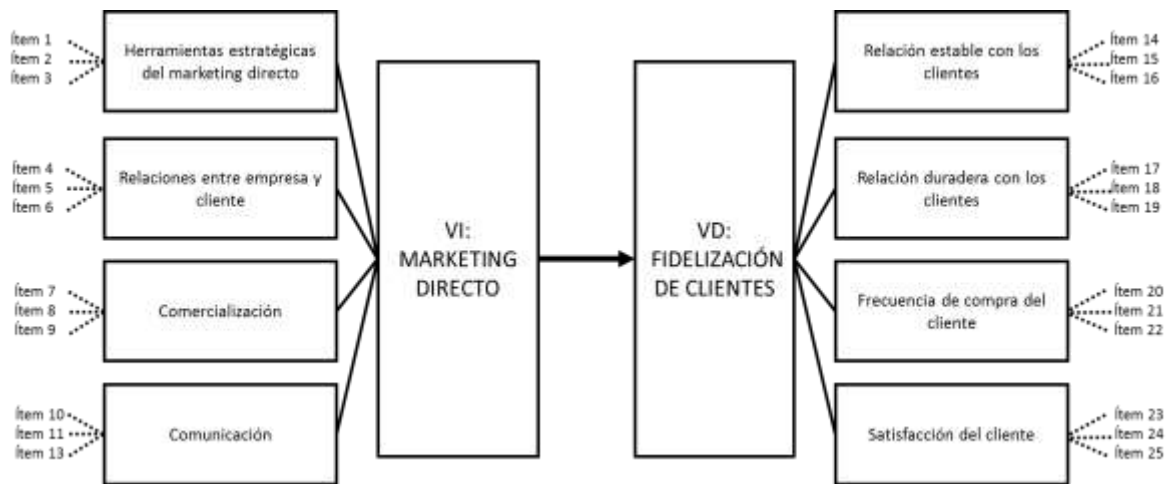 Ítem 1
Ítem 2
Ítem 3
Herramientas estratégicas
del marketing directo
Ítem 4
Ítem 5
Ítem 6
Relaciones entre empresa y
cliente
Ítem 7
Ítem 8
Ítem 9
Comercialización
Ítem 10
Ítem 11
Ítem 13
Comunicación
VI:
MARKETING
DIRECTO
VD:
FIDELIZACIÓN
DE CLIENTES
Relación estable con los
clientes
Ítem 14
Ítem 15
Ítem 16
Relación duradera con los
clientes
Ítem 17
Ítem 18
Ítem 19
Frecuencia de compra del
cliente
Ítem 20
Ítem 21
Ítem 22
Satisfacción del cliente
Ítem 23
Ítem 24
Ítem 25